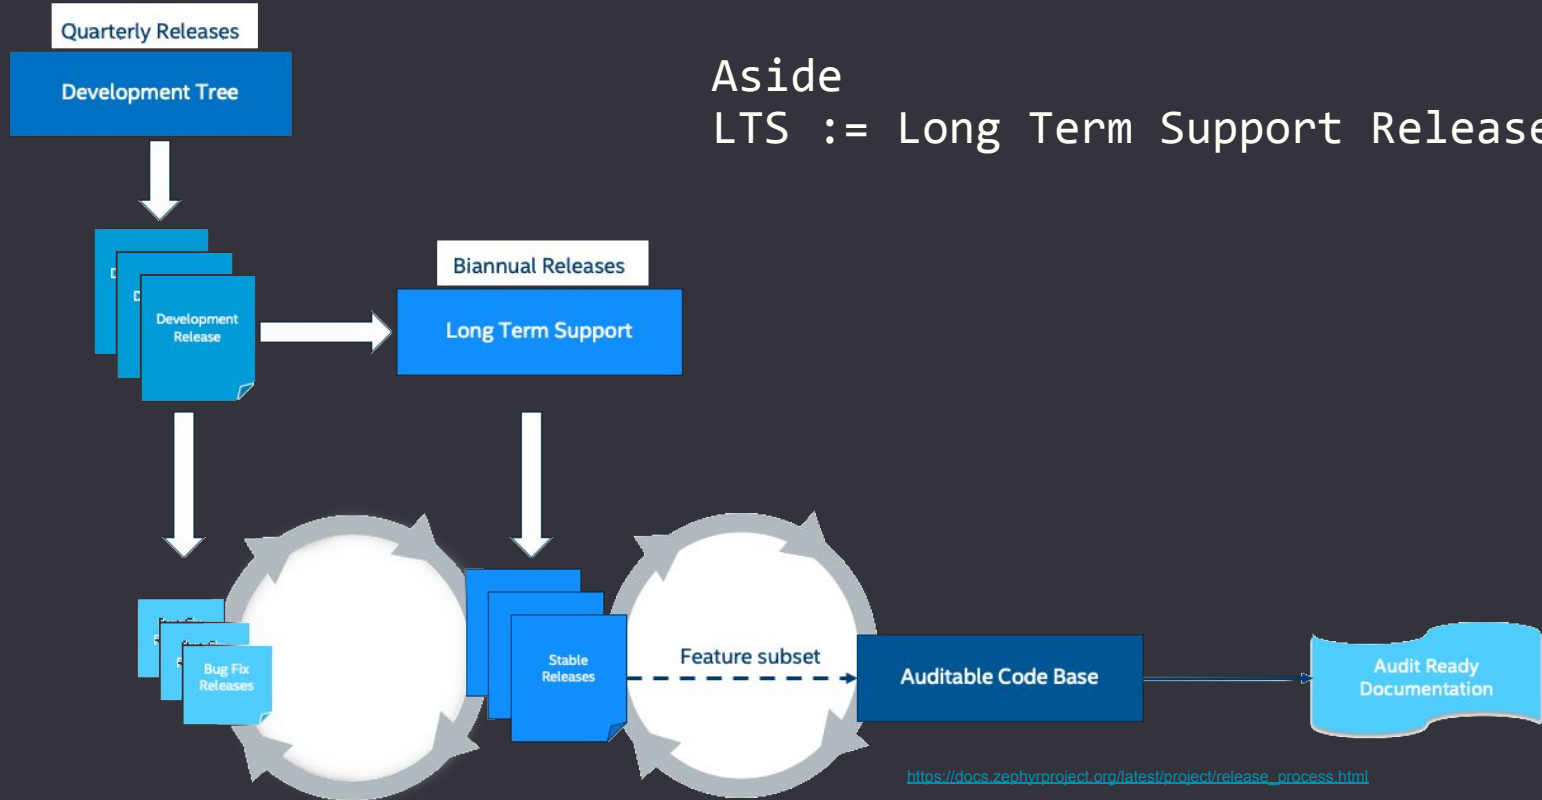 Quarterly Releases
Development Tree
Aside
LTS := Long Term Support Release
Biannual Releases
Long Term Support
D
D
Development
Release
Bug Fix
Releases
Stable
Releases
Feature subset
Auditable Code Base
Audit Ready
Documentation
https://docs.zephyrproject.org/latest/project/release_process.html